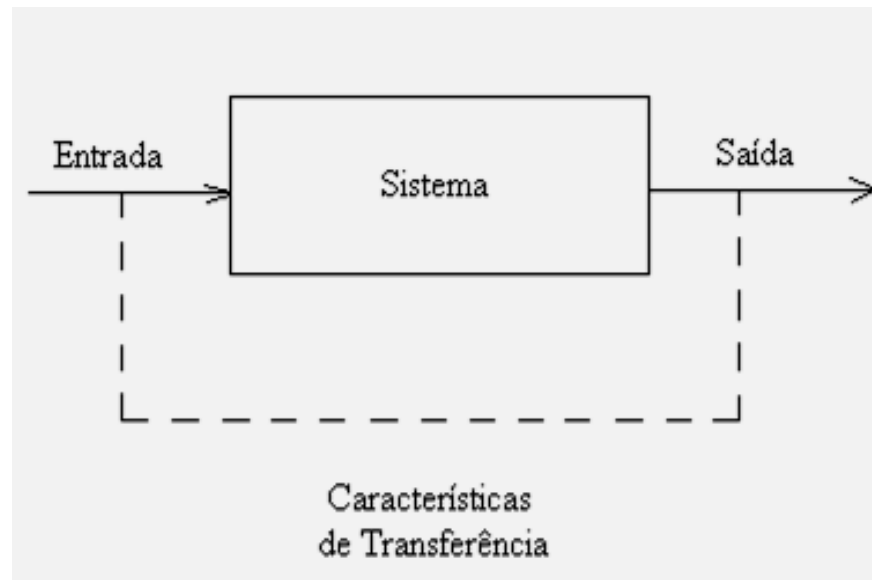 Entrada
Saída
Sistema
Características
de Transferência